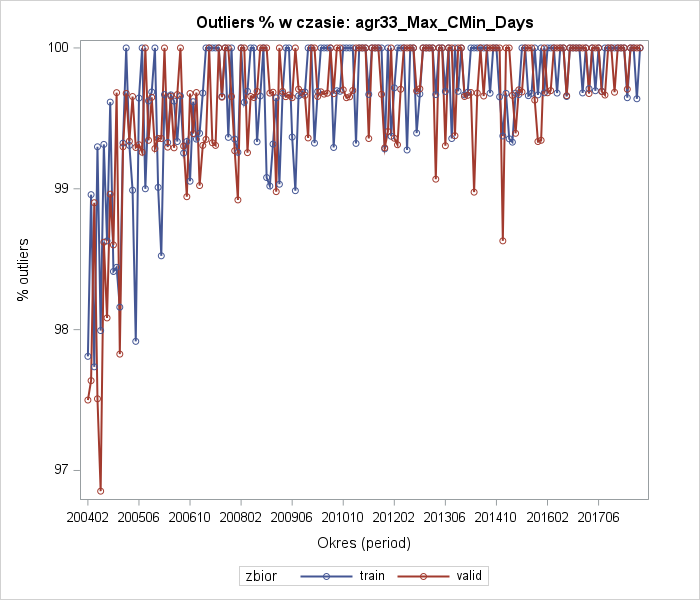 Outliers % w czasie: agr33_Max_CMin_Days
100
99
98
97
% outliers
200402 200506 200610 200802 200906 201010 201202 201306 201410 201602 201706
Okres (period)
zbior train valid